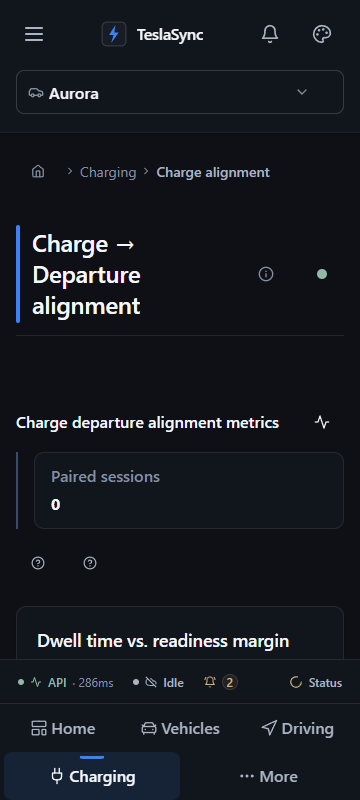 TeslaSync
Aurora
Charging
Charge alignment
Charge →
Departure
alignment
Charge departure alignment metrics
Paired sessions
0
Dwell time vs. readiness margin
API · 286ms
Idle
2
Status
Home
Vehicles
Driving
Charging
More